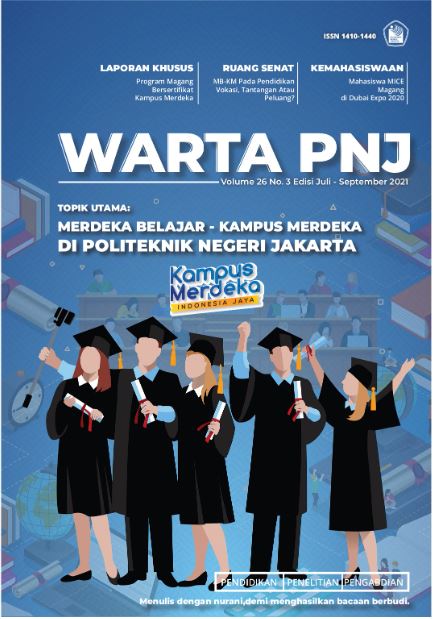 ISSN 1410-1440
LAPORAN KHUSUS
Program Magang
Bersertifikat
Kampus Merdeka
RUANG SENAT
MB-KM Pada Pendidikan
Vokasi, Tantangan Atau
Peluang?
KEMAHASISWAAN
Mahasiswa MICE
Magang
di Dubai Expo 2020
WARTA PNJ
Volume 26 No. 3 Edisi Juli - September 2021
TOPIK UTAMA:
MERDEKA BELAJAR - KAMPUS MERDEKA
DI POLITEKNIK NEGERI JAKARTA
Kampus
Merdeka
INDONESIA JAYA
PENDIDIKAN PENELITIAN PENGABDIAN
Menulis dengan nurani,demi menghasilkan bacaan berbudi.